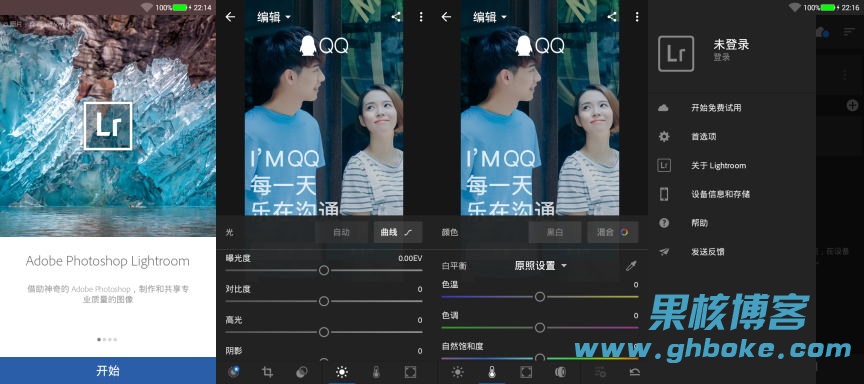 100% 22:14
Lr
Adobe Photoshop Lightroom
借助神奇的 Adobe Photoshop，制作和共享专
业质量的图像
开始
编辑
QQ
I'M QQ
每一天
乐在沟通
光
自动
曲线
曝光度
0.00EV
对比度
0
高光
0
阴影
0
编辑
QQ
I'M QQ
每一天
乐在沟通
颜色
黑白
混合
白平衡
原照设置
色温
0
色调
0
自然饱和度
0
100% 22:16
Lr
未登录
登录
开始免费试用
首选项
Lr
关于 Lightroom
设备信息和存储
帮助
发送反馈
果核博客
www.ghboke.com